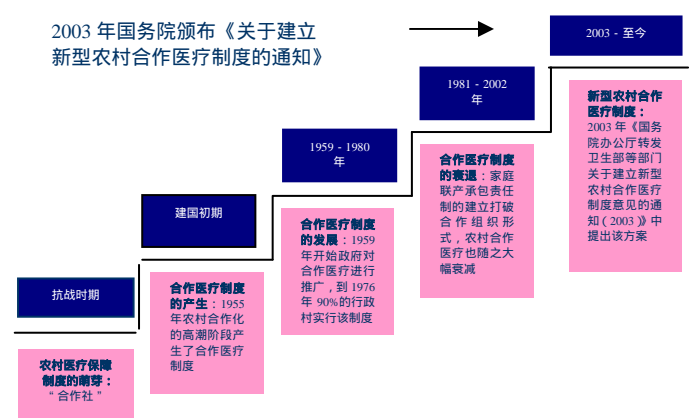 2003 年国务院颁布《关于建立
新型农村合作医疗制度的通知》
2003 - 至今
1981 - 2002
年
1959 - 1980
年
建国初期
抗战时期
农村医疗保障
制度的萌芽：
“ 合作社 ”
合作医疗制度
的产生：1955
年农村合作化
的高潮阶段产
生了合作医疗
制度
合作医疗制度
的发展：1959
年开始政府对
合作医疗进行
推广，到 1976
年 90%的行政
村实行该制度
合作医疗制度
的衰退：家庭
联产承包责任
制的建立打破
合作组织形
式，农村合作
医疗也随之大
幅衰减
新型农村合作
医疗制度：
2003 年《国务
院办公厅转发
卫生部等部门
关于建立新型
农村合作医疗
制度意见的通
知（2003）》中
提出该方案